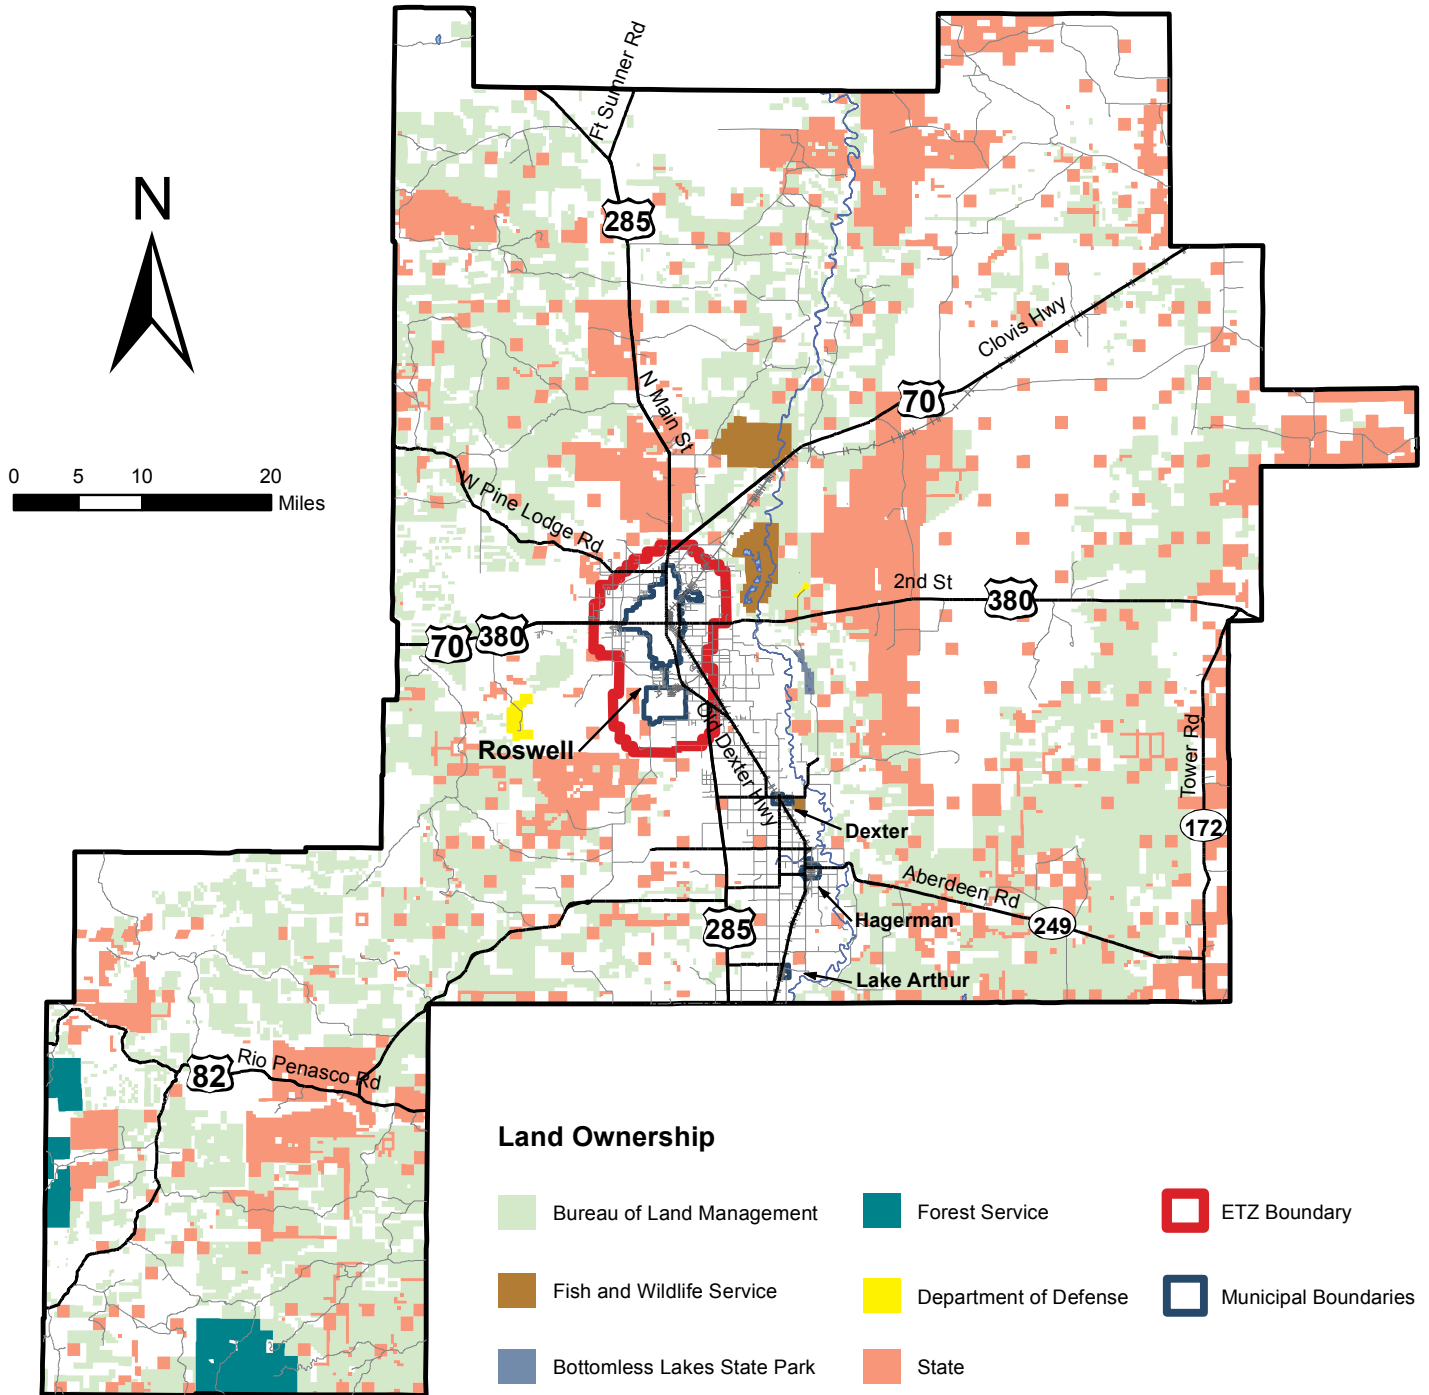 Ft Sumner Rd
N
285
Clovis Hwy
70
N Main St
0 5 10 20
Miles
W Pine Lodge Rd
2nd St
380
70
380
Roswell
Old Dexter Hwy
Tower Rd
Dexter
172
Aberdeen Rd
Hagerman
249
285
Lake Arthur
82
Rio Penasco Rd
Land Ownership
Bureau of Land Management
Forest Service
ETZ Boundary
Fish and Wildlife Service
Department of Defense
Municipal Boundaries
Bottomless Lakes State Park
State